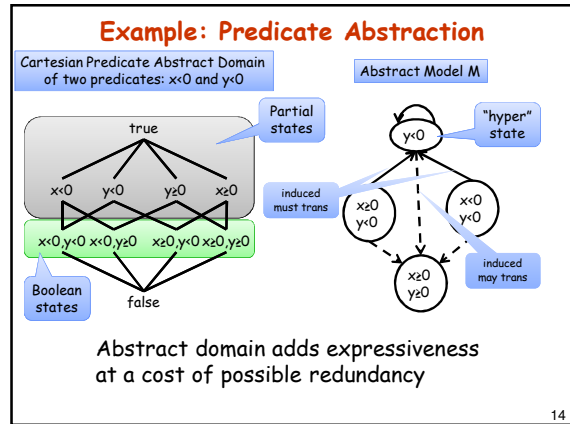 Example: Predicate Abstraction
Cartesian Predicate Abstract Domain
of two predicates: x<0 and y<0
Abstract Model M
Partial
states
true
x<0 y<0 y≥0 x≥0
x<0,y<0 x<0,y≥0 x≥0,y<0 x≥0,y≥0
false
Boolean
states
y<0
"hyper"
state
induced
must trans
x≥0
y<0
x<0
y<0
x≥0
y≥0
induced
may trans
Abstract domain adds expressiveness
at a cost of possible redundancy
14